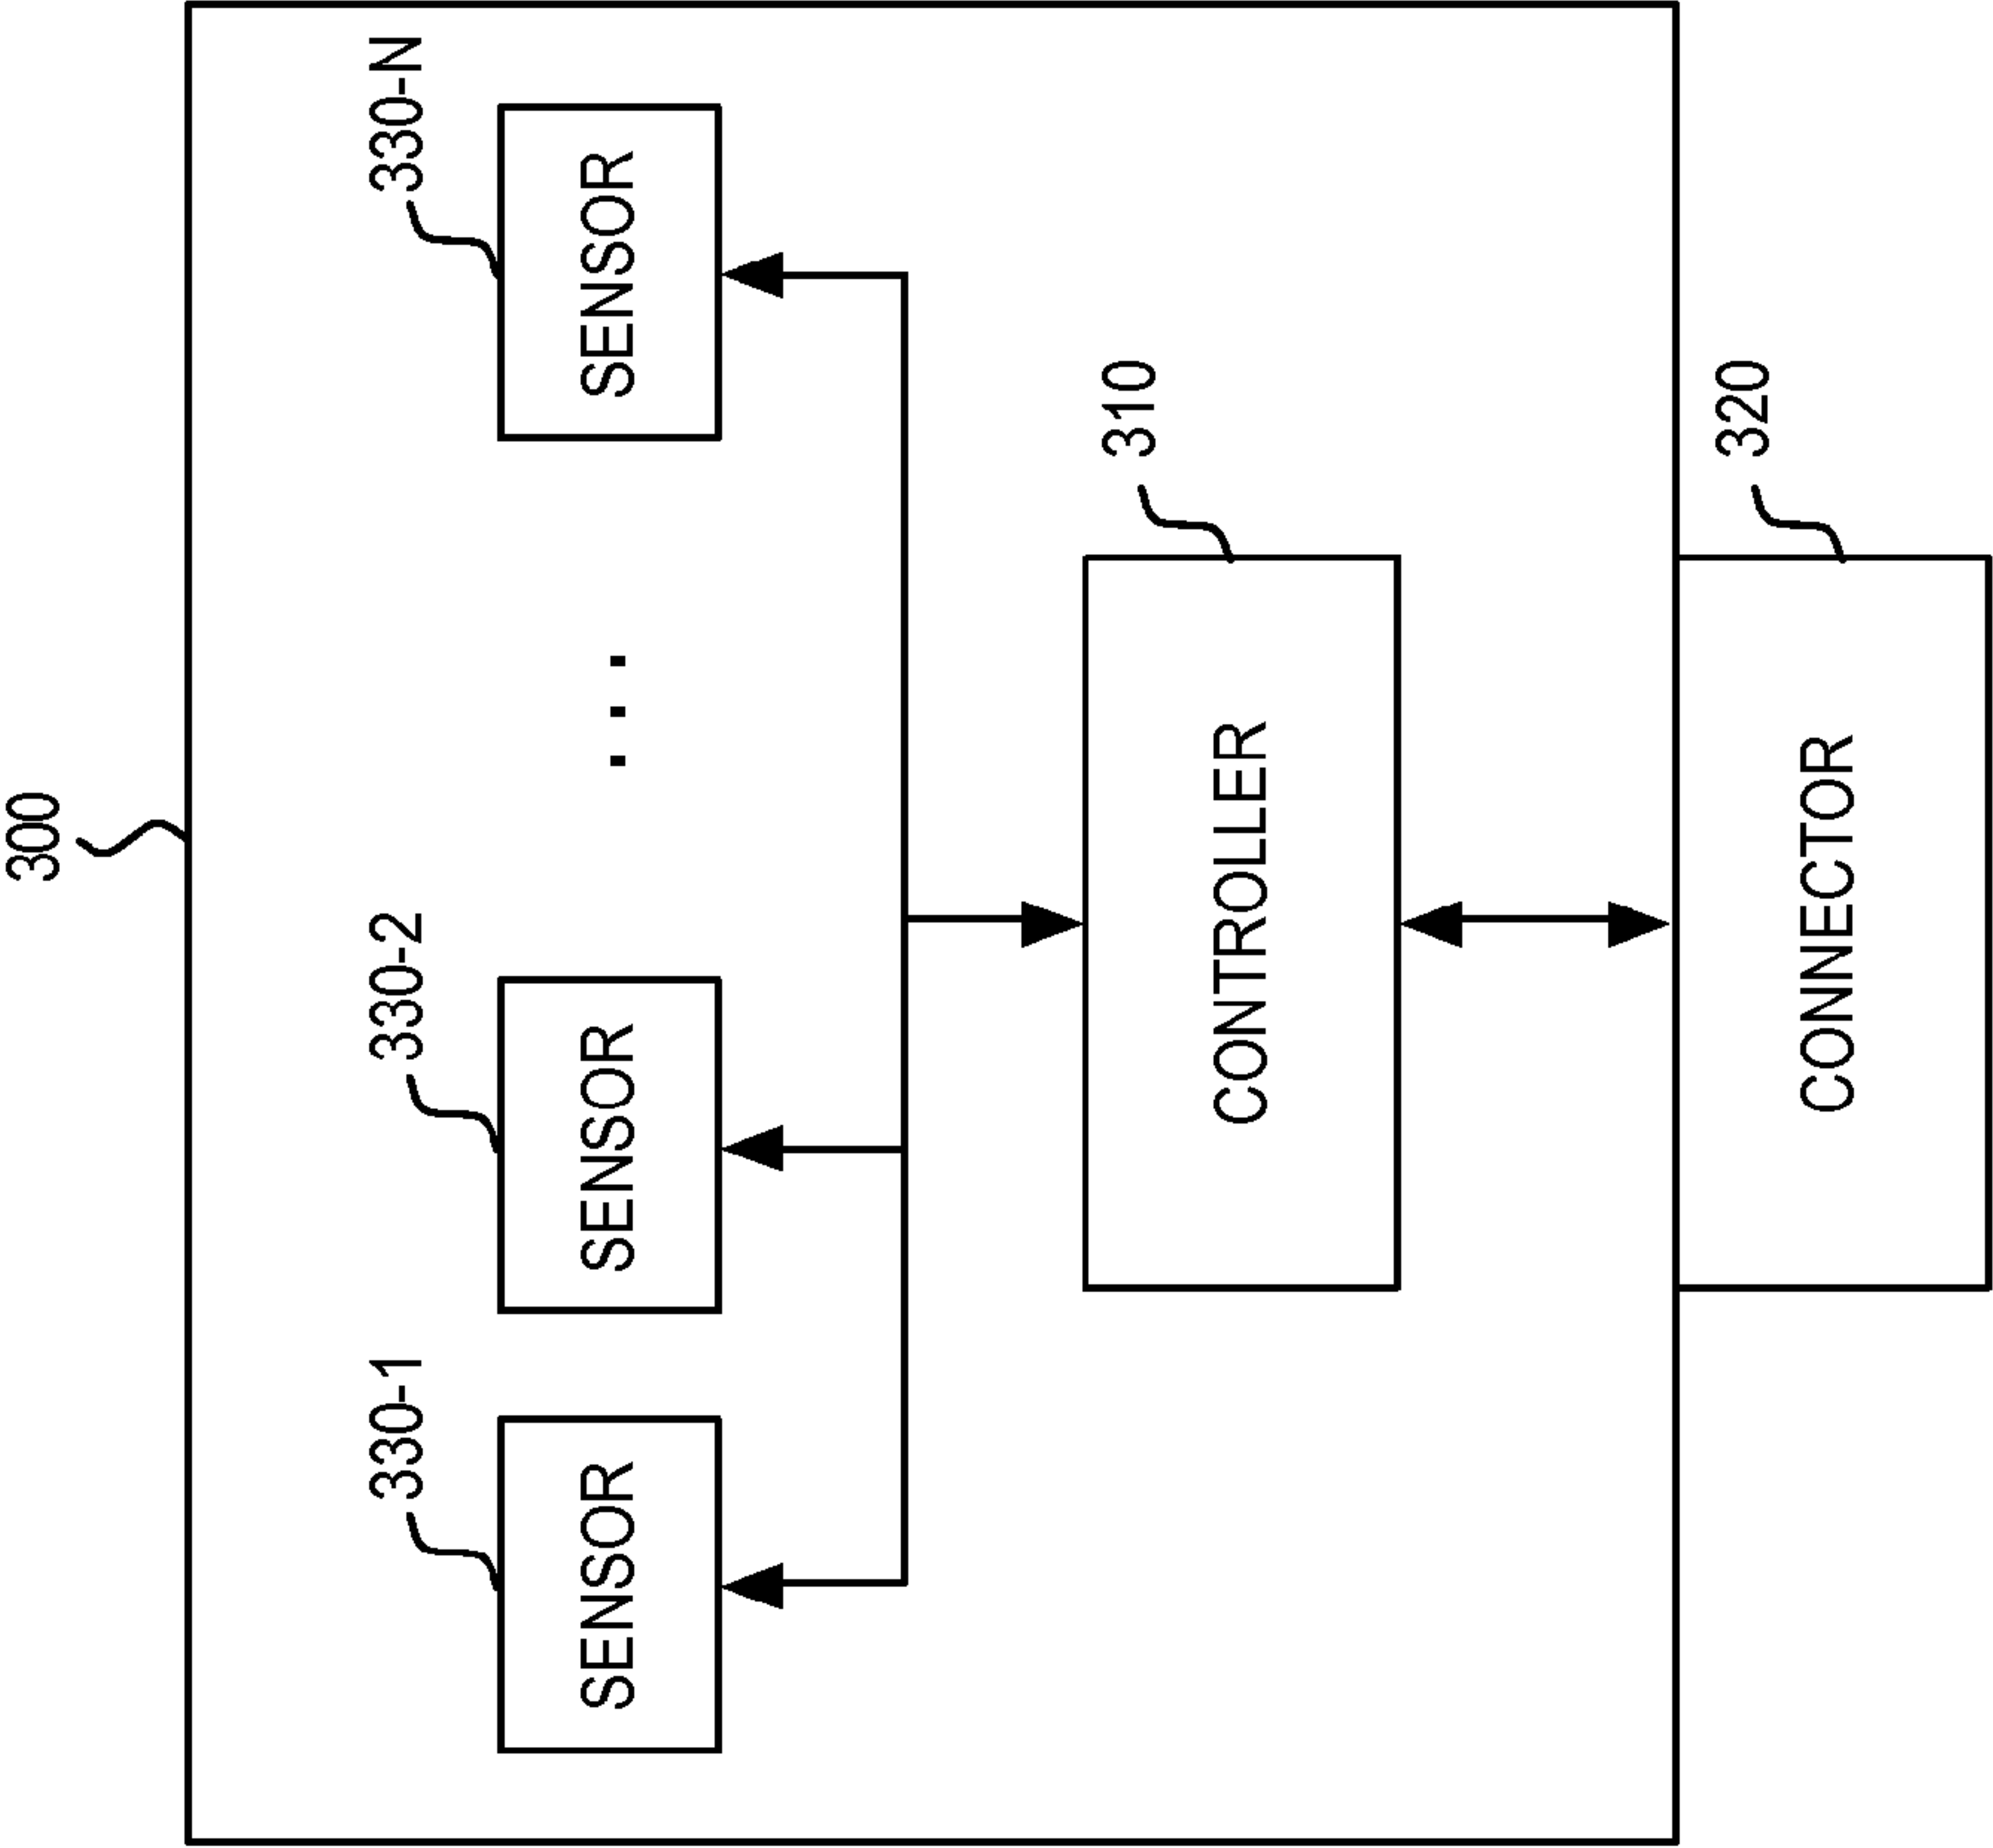 300
330-1
330-2
330-N
SENSOR
SENSOR
...
SENSOR
310
CONTROLLER
320
CONNECTOR